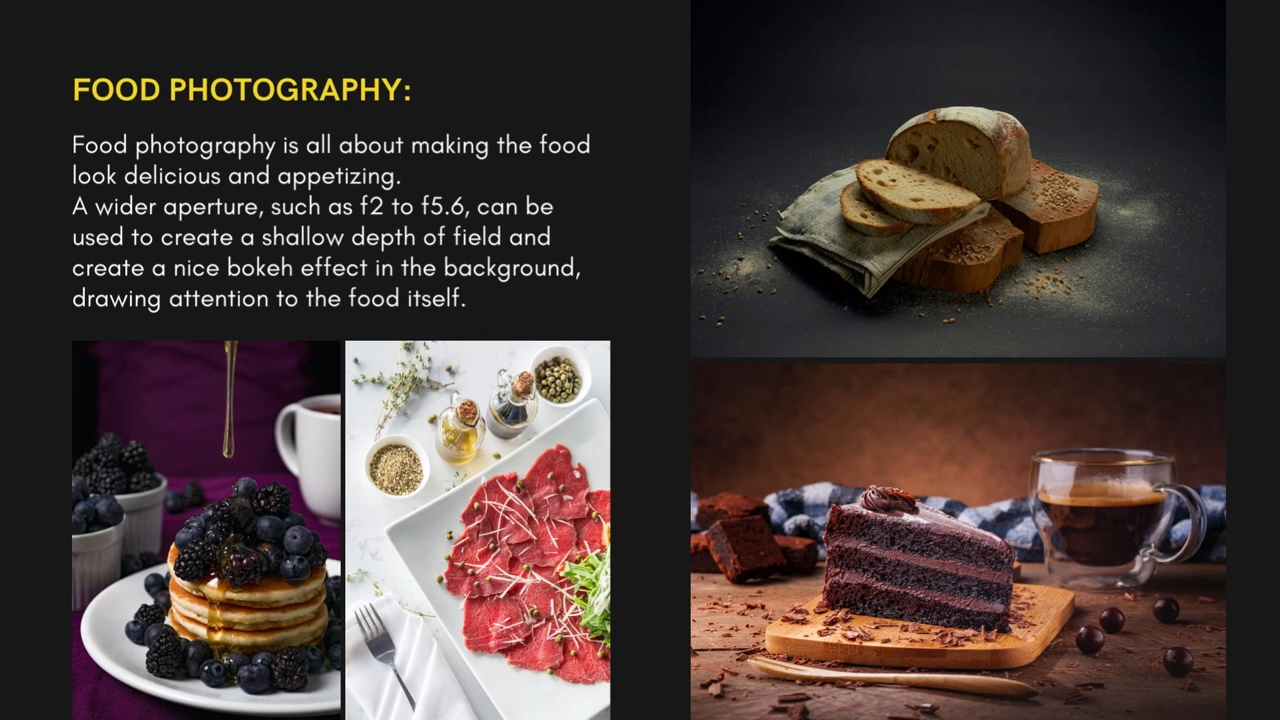 FOOD PHOTOGRAPHY:
Food photography is all about making the food
look delicious and appetizing.
A wider aperture, such as f2 to f5.6, can be
used to create a shallow depth of field and
create a nice bokeh effect in the background,
drawing attention to the food itself.